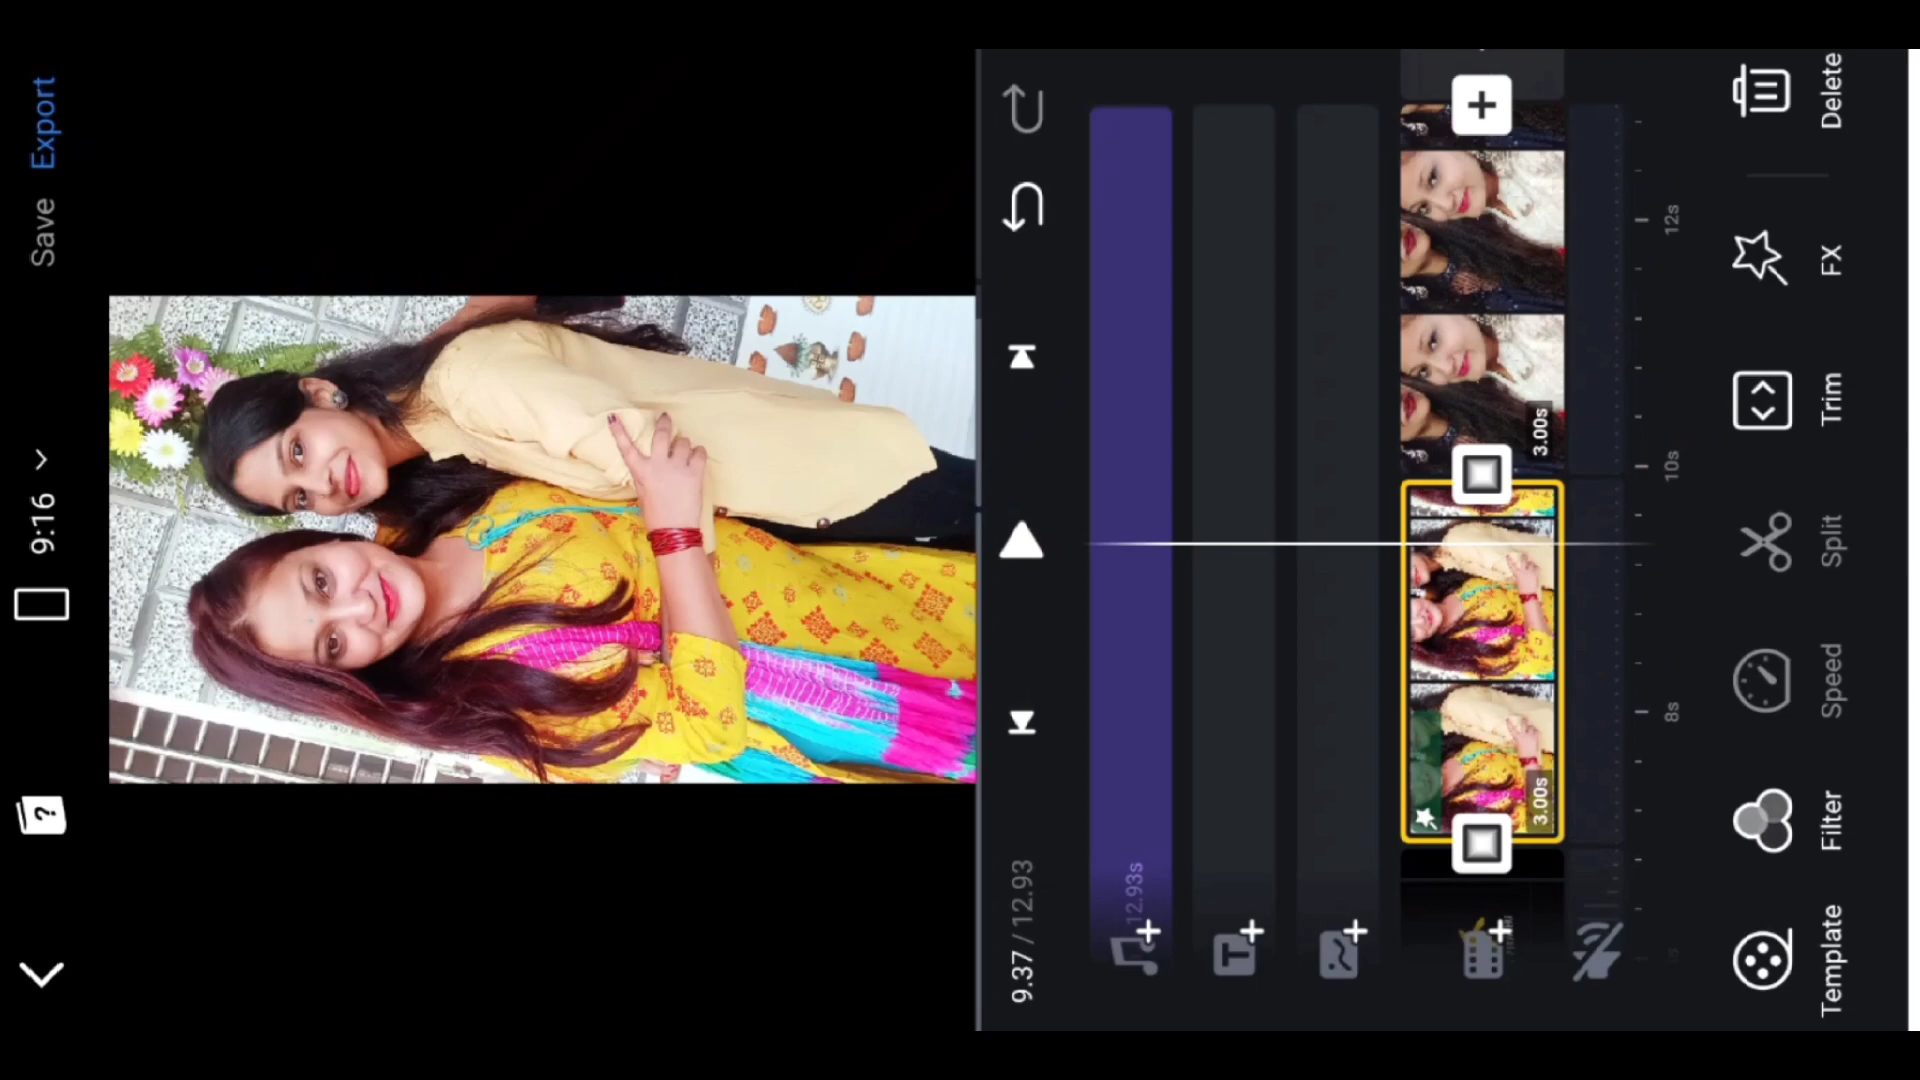 ?
9:16
Save Export
9.37 / 12.93
12.93s
T
3.00s
3.00s
8s
10s
12s
Template
Filter
Speed
Split
Trim
FX
Delete